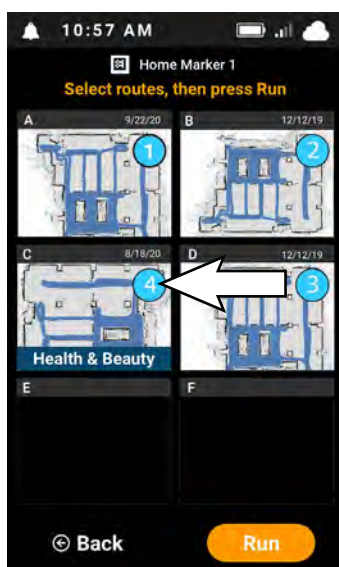 10:57 AM
Home Marker 1
Select routes, then press Run
A 9/22/20
1
B 12/12/19
2
C 8/18/20
4
Health & Beauty
D 12/12/19
3
E
F
Back
Run